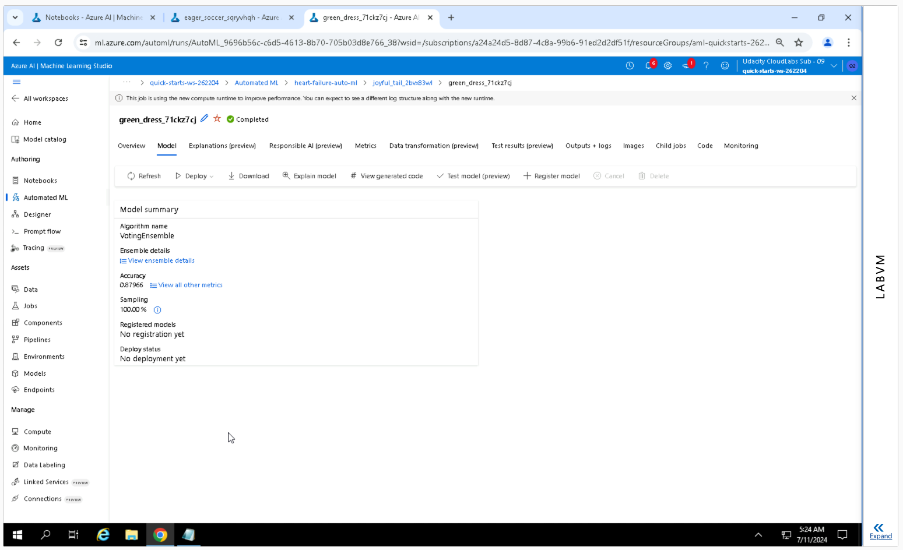 Notebooks - Azure AI | Machine
eager_soccer_sqryvhqh - Azure
green_dress_71ckz7cj - Azure A
ml.azure.com/automl/runs/AutoML_9696b56c-c6d5-4613-8b70-705b03d8e766_38?wsid=/subscriptions/a24a24d5-8d87-4c8a-99b6-91ed2d2df51f/resourceGroups/aml-quickstarts-262...
Azure AI | Machine Learning Studio
Udacity CloudLabs Sub - 09
quick-starts-ws-262204
quick-starts-ws-262204 > Automated ML > heart-failure-auto-ml > > green_dress_71ckz7cj
All workspaces
This job is using the new compute runtime to improve performance. You can expect to see a different log structure along with the new runtime.
green_dress_71ckz7cj Completed
Home
Model catalog
Authoring
Notebooks
Automated ML
Designer
Prompt flow
Tracing PREVIEW
Assets
Data
Jobs
Components
Pipelines
Environments
Models
Endpoints
Manage
Compute
Monitoring
Data Labeling
Linked Services PREVIEW
Connections PREVIEW
Overview Model Explanations (preview) Responsible AI (preview) Metrics Data transformation (preview) Test results (preview) Outputs + logs Images Child jobs Code Monitoring
Refresh Deploy Download Explain model View generated code Test model (preview) Register model Cancel Delete
Model summary
Algorithm name
VotingEnsemble
Ensemble details
View ensemble details
Accuracy
0.87966 View all other metrics
Sampling
100.00 %
Registered models
No registration yet
Deploy status
No deployment yet
LABVM
5:24 AM
7/11/2024
Expand